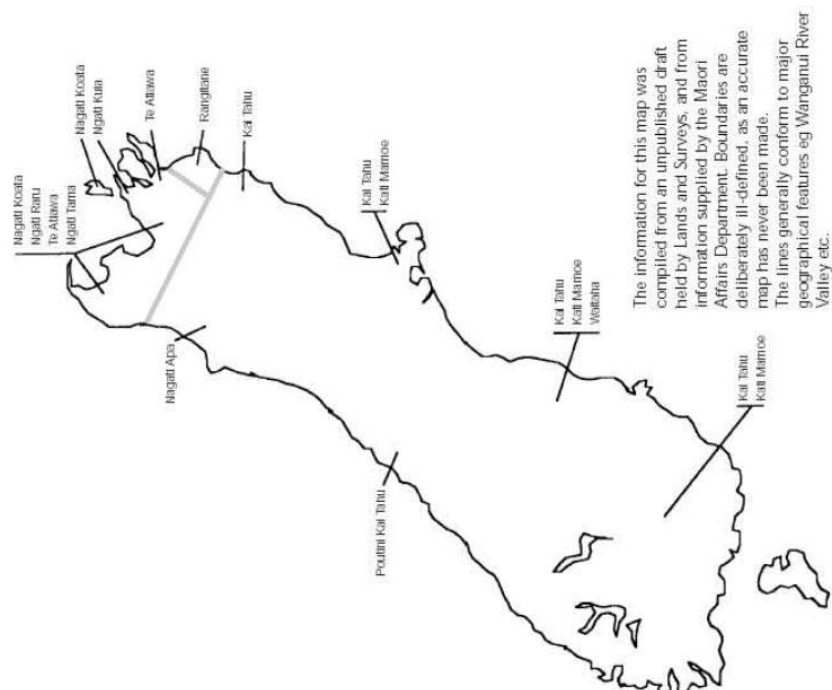 Nagati Koata
Ngati Raru
Te Atiawa
Ngati Tama
Nagati Koata
Ngati Kuia
Te Atiawa
Rangitane
Kai Tahu
Nagati Apa
Kai Tahu
Kati Mamoe
Poutini Kai Tahu
Kai Tahu
Kati Mamoe
Waitaha
Kai Tahu
Kati Mamoe
The information for this map was
compiled from an unpublished draft
held by Lands and Surveys, and from
information supplied by the Maori
Affairs Department. Boundaries are
deliberately ill-defined, as an accurate
map has never been made.
The lines generally conform to major
geographical features eg Wanganui River
Valley etc.